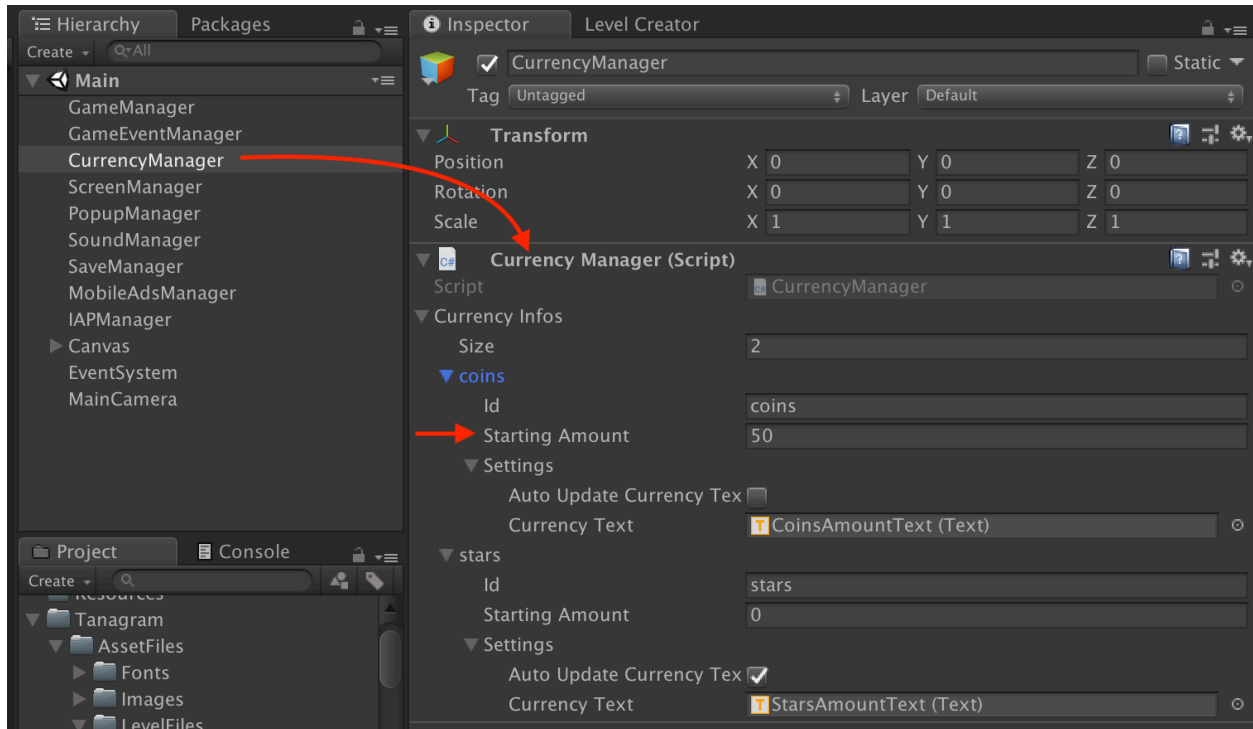 Hierarchy
Packages
Create
All
Main
GameManager
GameEventManager
CurrencyManager
ScreenManager
PopupManager
SoundManager
SaveManager
MobileAdsManager
IAPManager
Canvas
EventSystem
MainCamera
Project
Console
Create
Resources
Tanagram
AssetFiles
Fonts
Images
LevelFiles
Inspector
Level Creator
CurrencyManager
Static
Tag Untagged Layer Default
Transform
Position X 0 Y 0 Z 0
Rotation X 0 Y 0 Z 0
Scale X 1 Y 1 Z 1
C# Currency Manager (Script)
Script CurrencyManager
Currency Infos
Size 2
coins
Id coins
Starting Amount 50
Settings
Auto Update Currency Tex
Currency Text T CoinsAmountText (Text)
stars
Id stars
Starting Amount 0
Settings
Auto Update Currency Tex
Currency Text T StarsAmountText (Text)